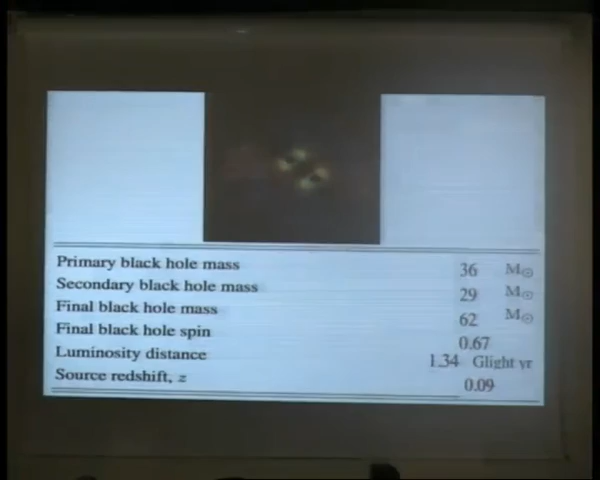 Primary black hole mass 36 M⊙
Secondary black hole mass 29 M⊙
Final black hole mass 62 M⊙
Final black hole spin 0.67
Luminosity distance 1.34 Glight yr
Source redshift, z 0.09